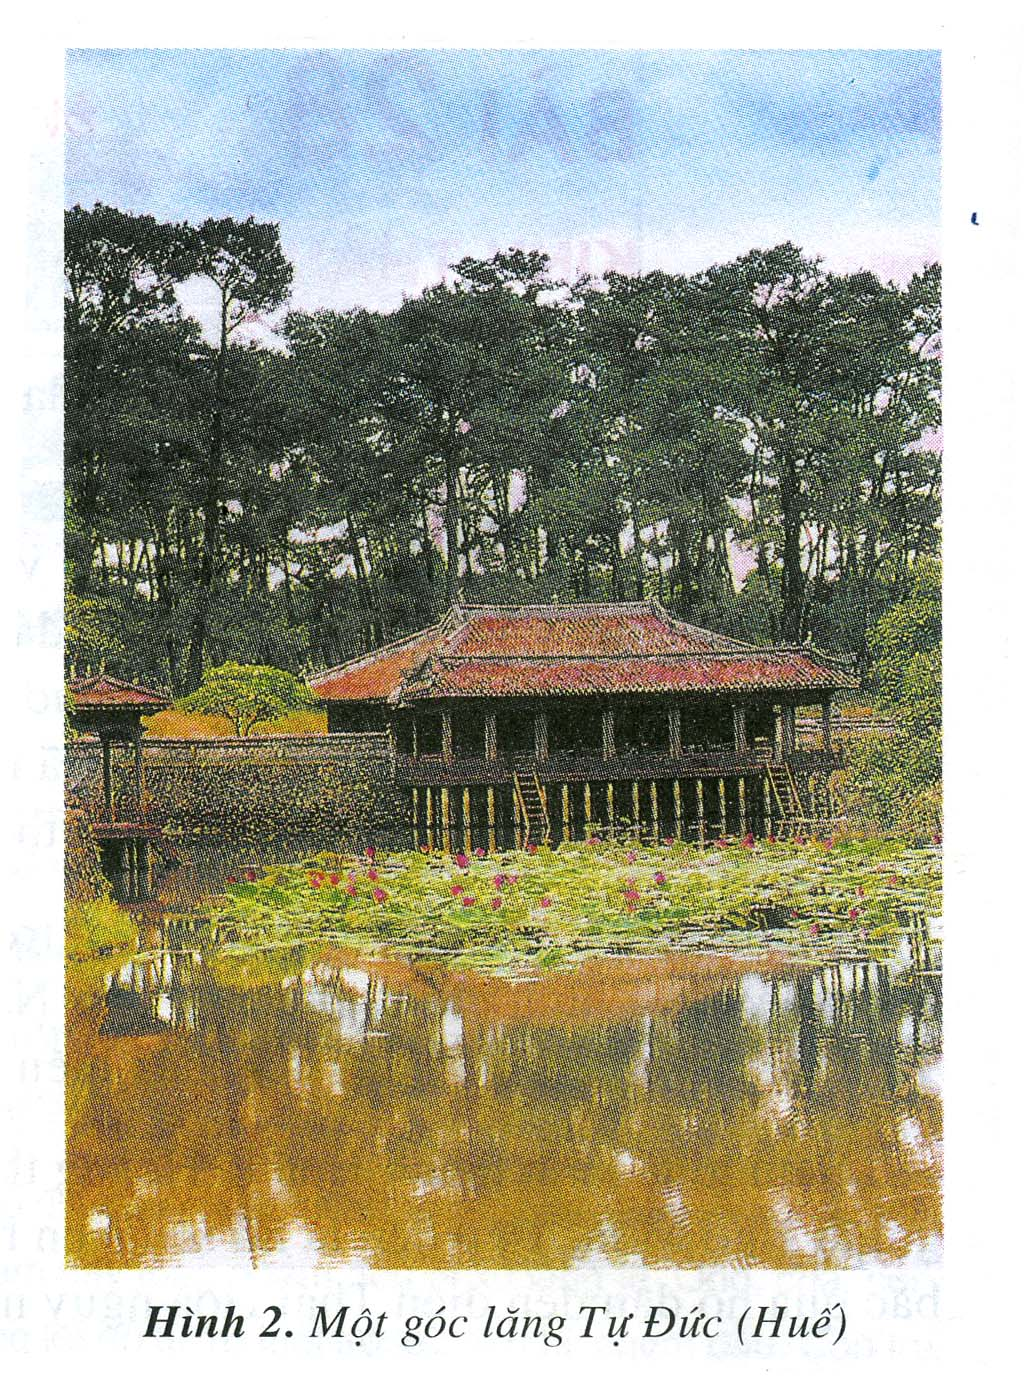 Hình 2. Một góc lăng Tự Đức (Huế)